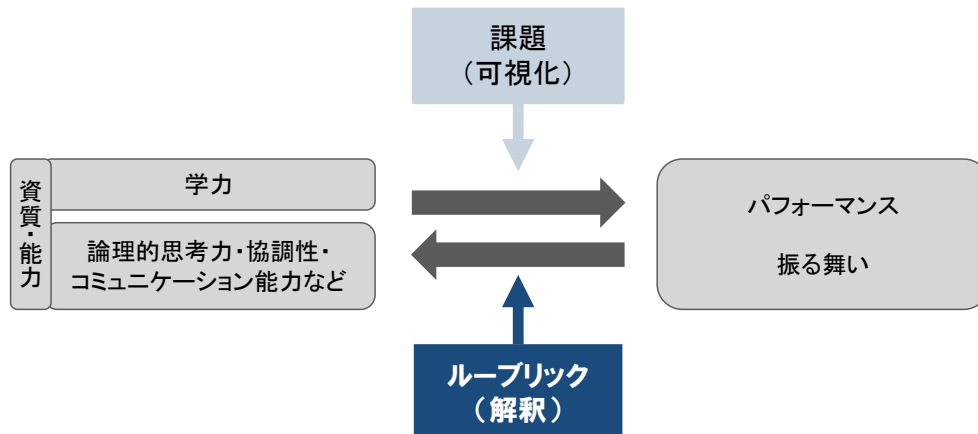 課題
（可視化）
資質・能力
学力
論理的思考力・協調性・
コミュニケーション能力など
パフォーマンス
振る舞い
ルーブリック
（解釈）